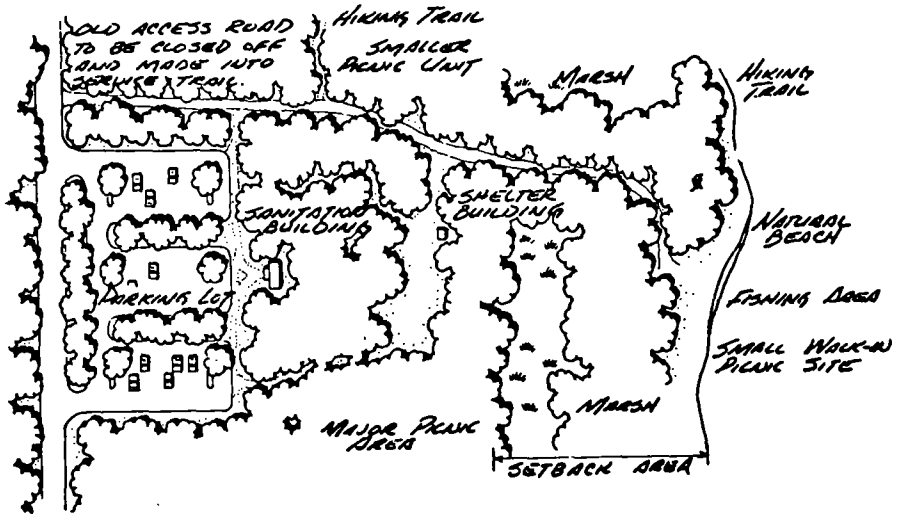 OLD ACCESS ROAD
TO BE CLOSED OFF
AND MADE INTO
SERVICE TRAIL.
HIKING TRAIL
SMALLER
PICNIC UNIT
MARSH
HIKING
TRAIL
SANITATION
BUILDING
SHELTER
BUILDING
NATURAL
BEACH
PARKING LOT
FISHING AREA
SMALL WALK-IN
PICNIC SITE
MARSH
MAJOR PICNIC
AREA
SETBACK AREA